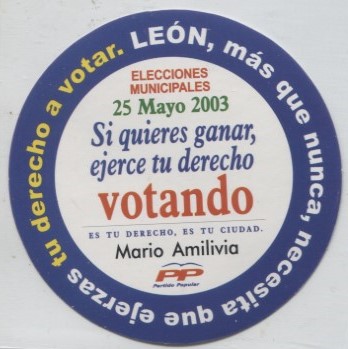 LEÓN, más que nunca, necesita que ejerzas tu derecho a votar.
ELECCIONES
MUNICIPALES
25 Mayo 2003
Si quieres ganar,
ejerce tu derecho
votando
ES TU DERECHO, ES TU CIUDAD.
Mario Amilivia
PP
Partido Popular